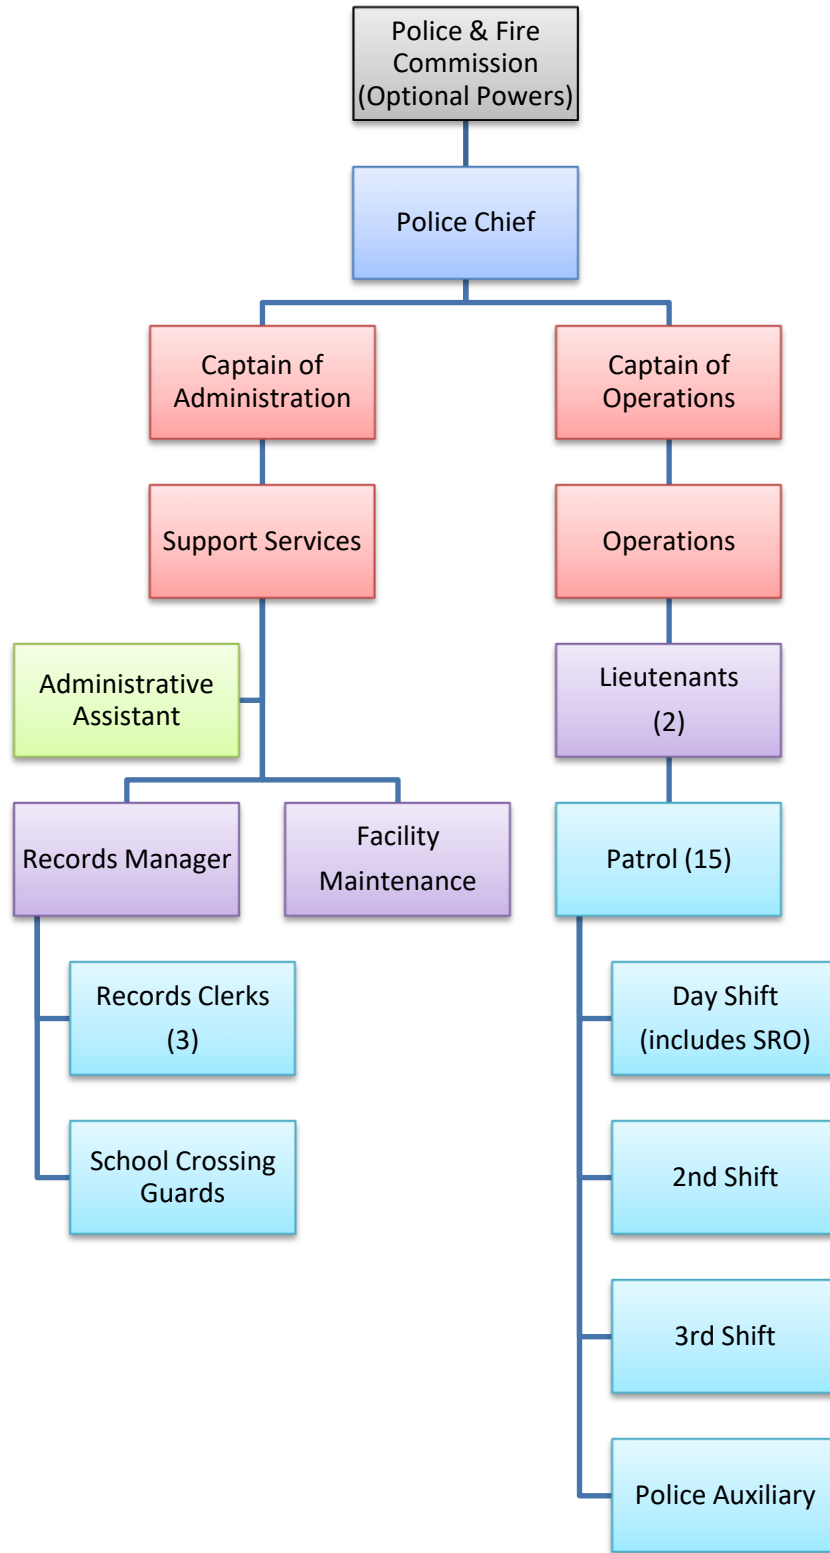 Police & Fire
Commission
(Optional Powers)
Police Chief
Captain of
Administration
Captain of
Operations
Support Services
Operations
Administrative
Assistant
Lieutenants
(2)
Records Manager
Facility
Maintenance
Patrol (15)
Records Clerks
(3)
Day Shift
(includes SRO)
School Crossing
Guards
2nd Shift
3rd Shift
Police Auxiliary